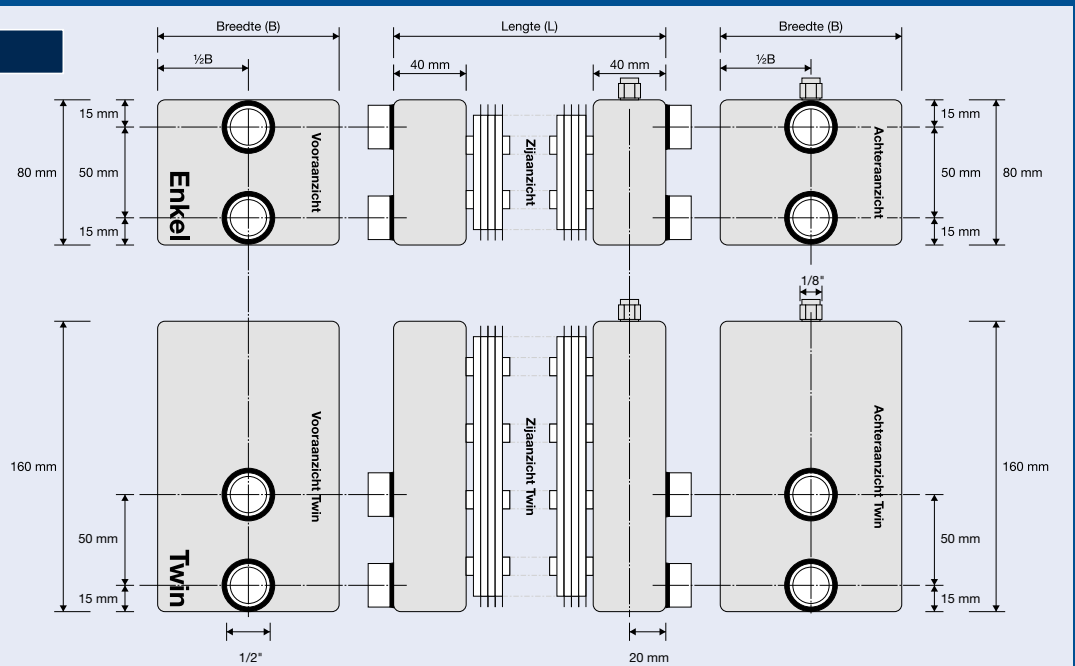 Breedte (B)
Lengte (L)
Breedte (B)
½B
40 mm
40 mm
½B
15 mm
15 mm
80 mm
50 mm
Enkel
Vooraanzicht
Zijaanzicht
Achteraanzicht
50 mm
80 mm
15 mm
15 mm
1/8"
160 mm
Vooraanzicht Twin
Zijaanzicht Twin
Achteraanzicht Twin
160 mm
50 mm
50 mm
Twin
15 mm
15 mm
1/2"
20 mm